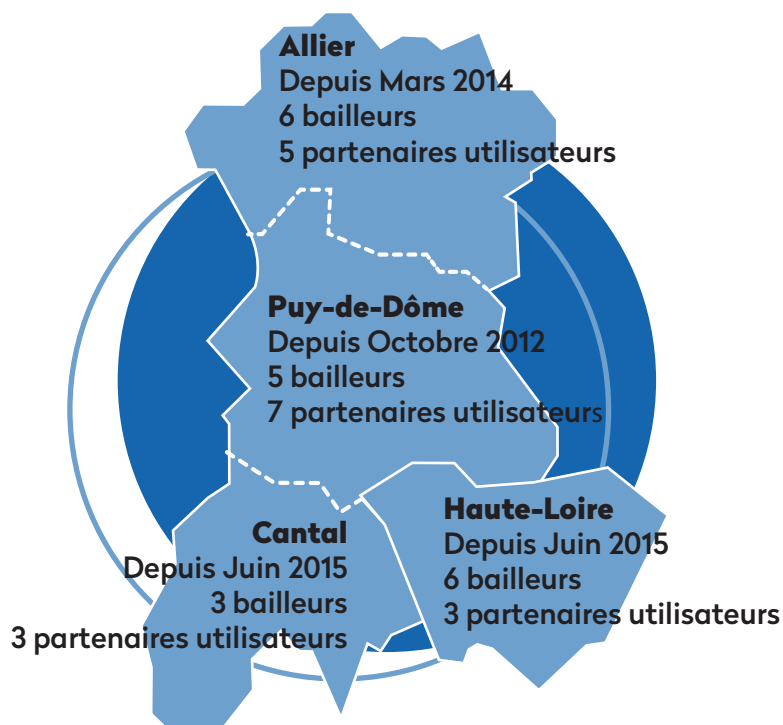 Allier
Depuis Mars 2014
6 bailleurs
5 partenaires utilisateurs
Puy-de-Dôme
Depuis Octobre 2012
5 bailleurs
7 partenaires utilisateurs
Cantal
Depuis Juin 2015
3 bailleurs
3 partenaires utilisateurs
Haute-Loire
Depuis Juin 2015
6 bailleurs
3 partenaires utilisateurs